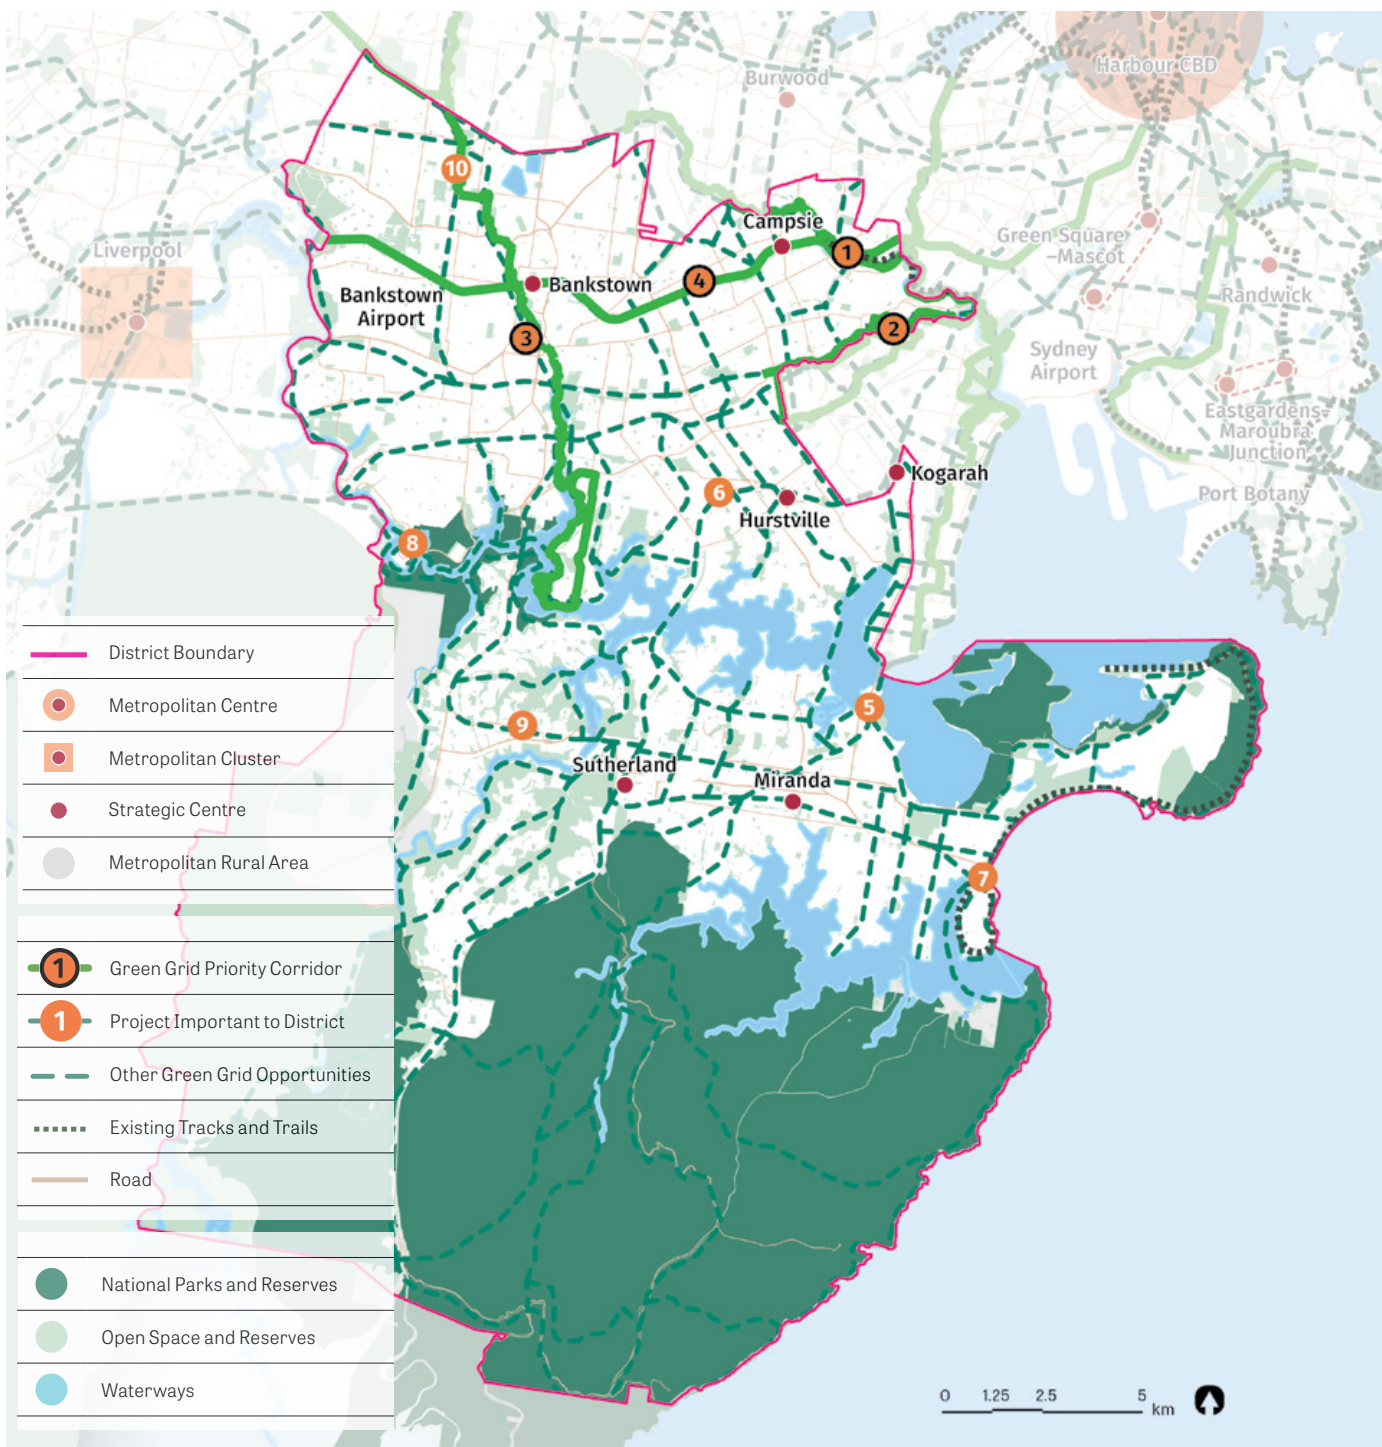 Burwood
Harbour CBD
10
Campsie
1
Green Square
–Mascot
Liverpool
4
Bankstown
Bankstown
Airport
Randwick
2
3
Sydney
Airport
Eastgardens–
Maroubra
Junction
Kogarah
6
Hurstville
Port Botany
8
5
9
Sutherland
Miranda
7
District Boundary
Metropolitan Centre
Metropolitan Cluster
Strategic Centre
Metropolitan Rural Area
1 Green Grid Priority Corridor
1 Project Important to District
Other Green Grid Opportunities
Existing Tracks and Trails
Road
National Parks and Reserves
Open Space and Reserves
Waterways
0 1.25 2.5 5
km